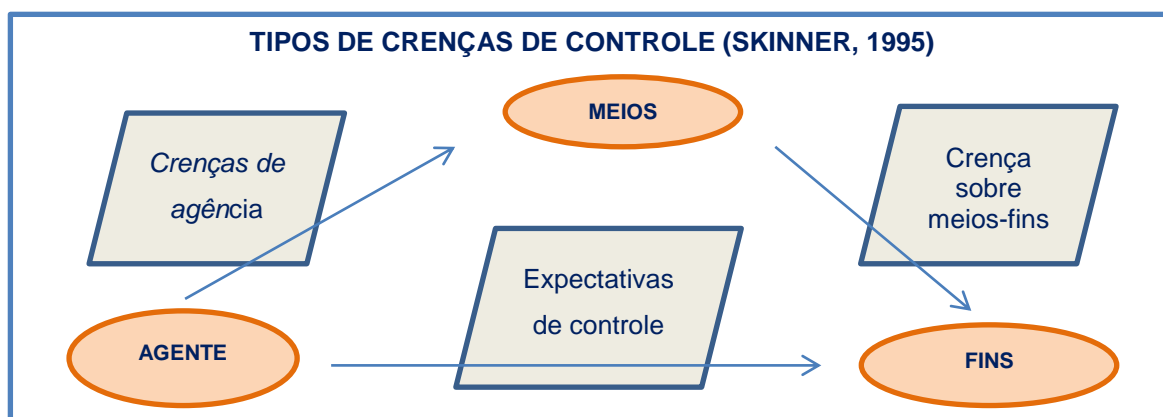 TIPOS DE CRENÇAS DE CONTROLE (SKINNER, 1995)
MEIOS
Crenças de
agência
Crença
sobre
meios-fins
Expectativas
de controle
AGENTE
FINS